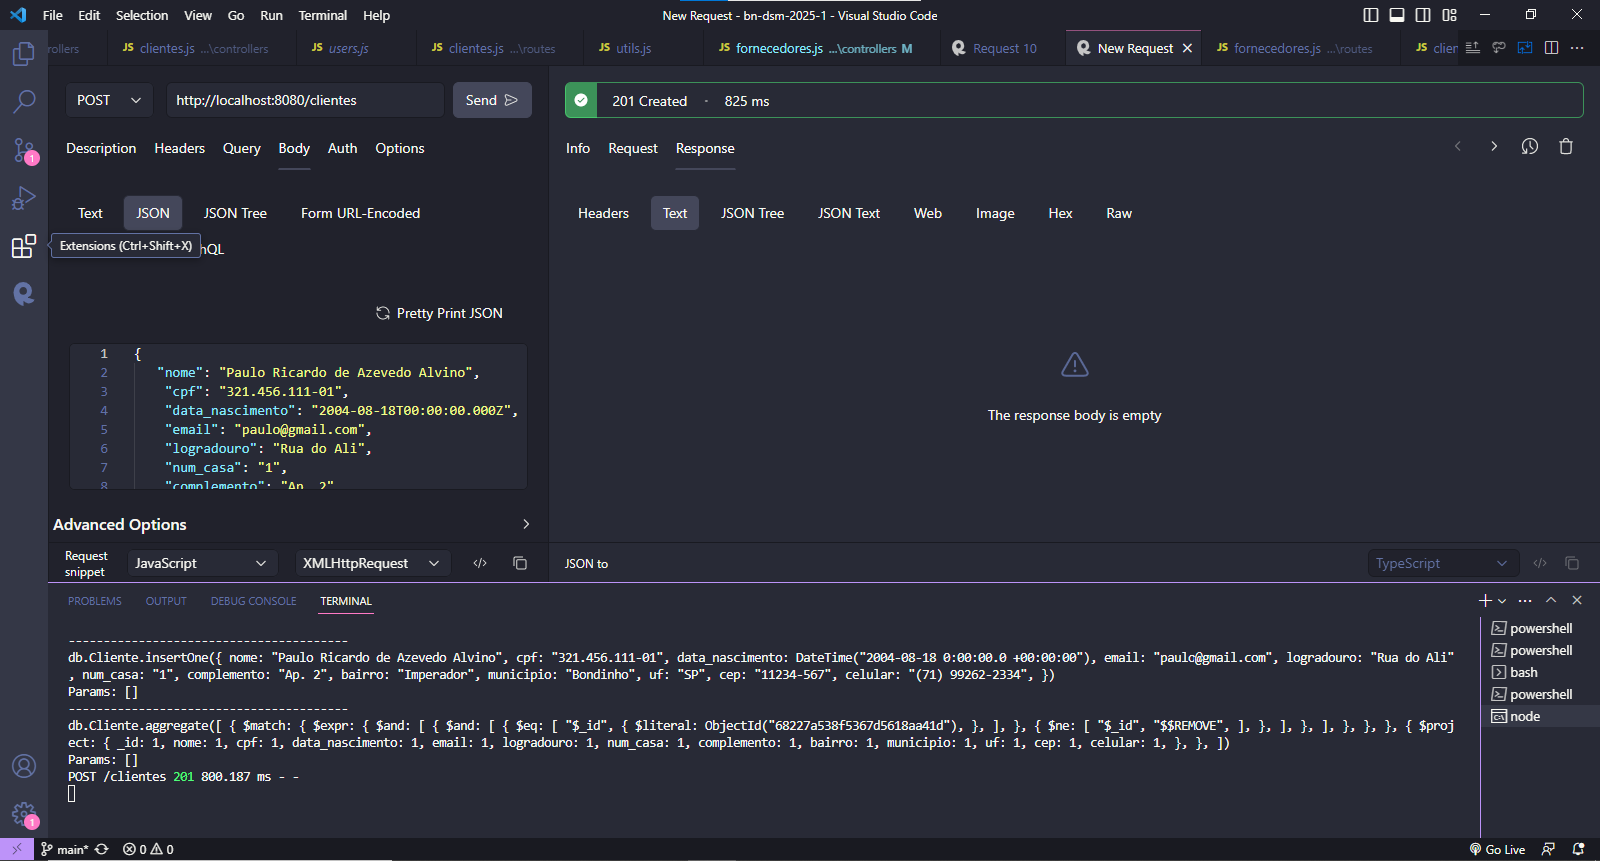 File Edit Selection View Go Run Terminal Help
New Request - bn-dsm-2025-1 - Visual Studio Code
rollers
JS clientes.js ...\controllers
JS users.js
JS clientes.js ...\routes
JS utils.js
JS fornecedores.js ...\controllers M
Request 10
New Request
JS fornecedores.js ...\routes
JS clien
POST
http://localhost:8080/clientes
Send
201 Created · 825 ms
Description Headers Query Body Auth Options
Info Request Response
1
Text JSON JSON Tree Form URL-Encoded
Headers Text JSON Tree JSON Text Web Image Hex Raw
Extensions (Ctrl+Shift+X)
hQL
Pretty Print JSON
1 {
2 "nome": "Paulo Ricardo de Azevedo Alvino",
3 "cpf": "321.456.111-01",
4 "data_nascimento": "2004-08-18T00:00:00.000Z",
5 "email": "paulo@gmail.com",
6 "logradouro": "Rua do Ali",
7 "num_casa": "1",
8 "complemento": "Ap. 2"
The response body is empty
Advanced Options
Request
snippet
JavaScript
XMLHttpRequest
JSON to
TypeScript
PROBLEMS OUTPUT DEBUG CONSOLE TERMINAL
----------------------------------------
db.Cliente.insertOne({ nome: "Paulo Ricardo de Azevedo Alvino", cpf: "321.456.111-01", data_nascimento: DateTime("2004-08-18 0:00:00.0 +00:00:00"), email: "paulo@gmail.com", logradouro: "Rua do Ali"
, num_casa: "1", complemento: "Ap. 2", bairro: "Imperador", municipio: "Bondinho", uf: "SP", cep: "11234-567", celular: "(71) 99262-2334", })
Params: []
----------------------------------------
db.Cliente.aggregate([ { $match: { $expr: { $and: [ { $and: [ { $eq: [ "$_id", { $literal: ObjectId("68227a538f5367d5618aa41d"), }, ], }, { $ne: [ "$_id", "$$REMOVE", ], }, ], }, ], }, }, }, { $proj
ect: { _id: 1, nome: 1, cpf: 1, data_nascimento: 1, email: 1, logradouro: 1, num_casa: 1, complemento: 1, bairro: 1, municipio: 1, uf: 1, cep: 1, celular: 1, }, }, ])
Params: []
POST /clientes 201 800.187 ms - -
powershell
powershell
bash
powershell
node
1
main* 0 0
Go Live